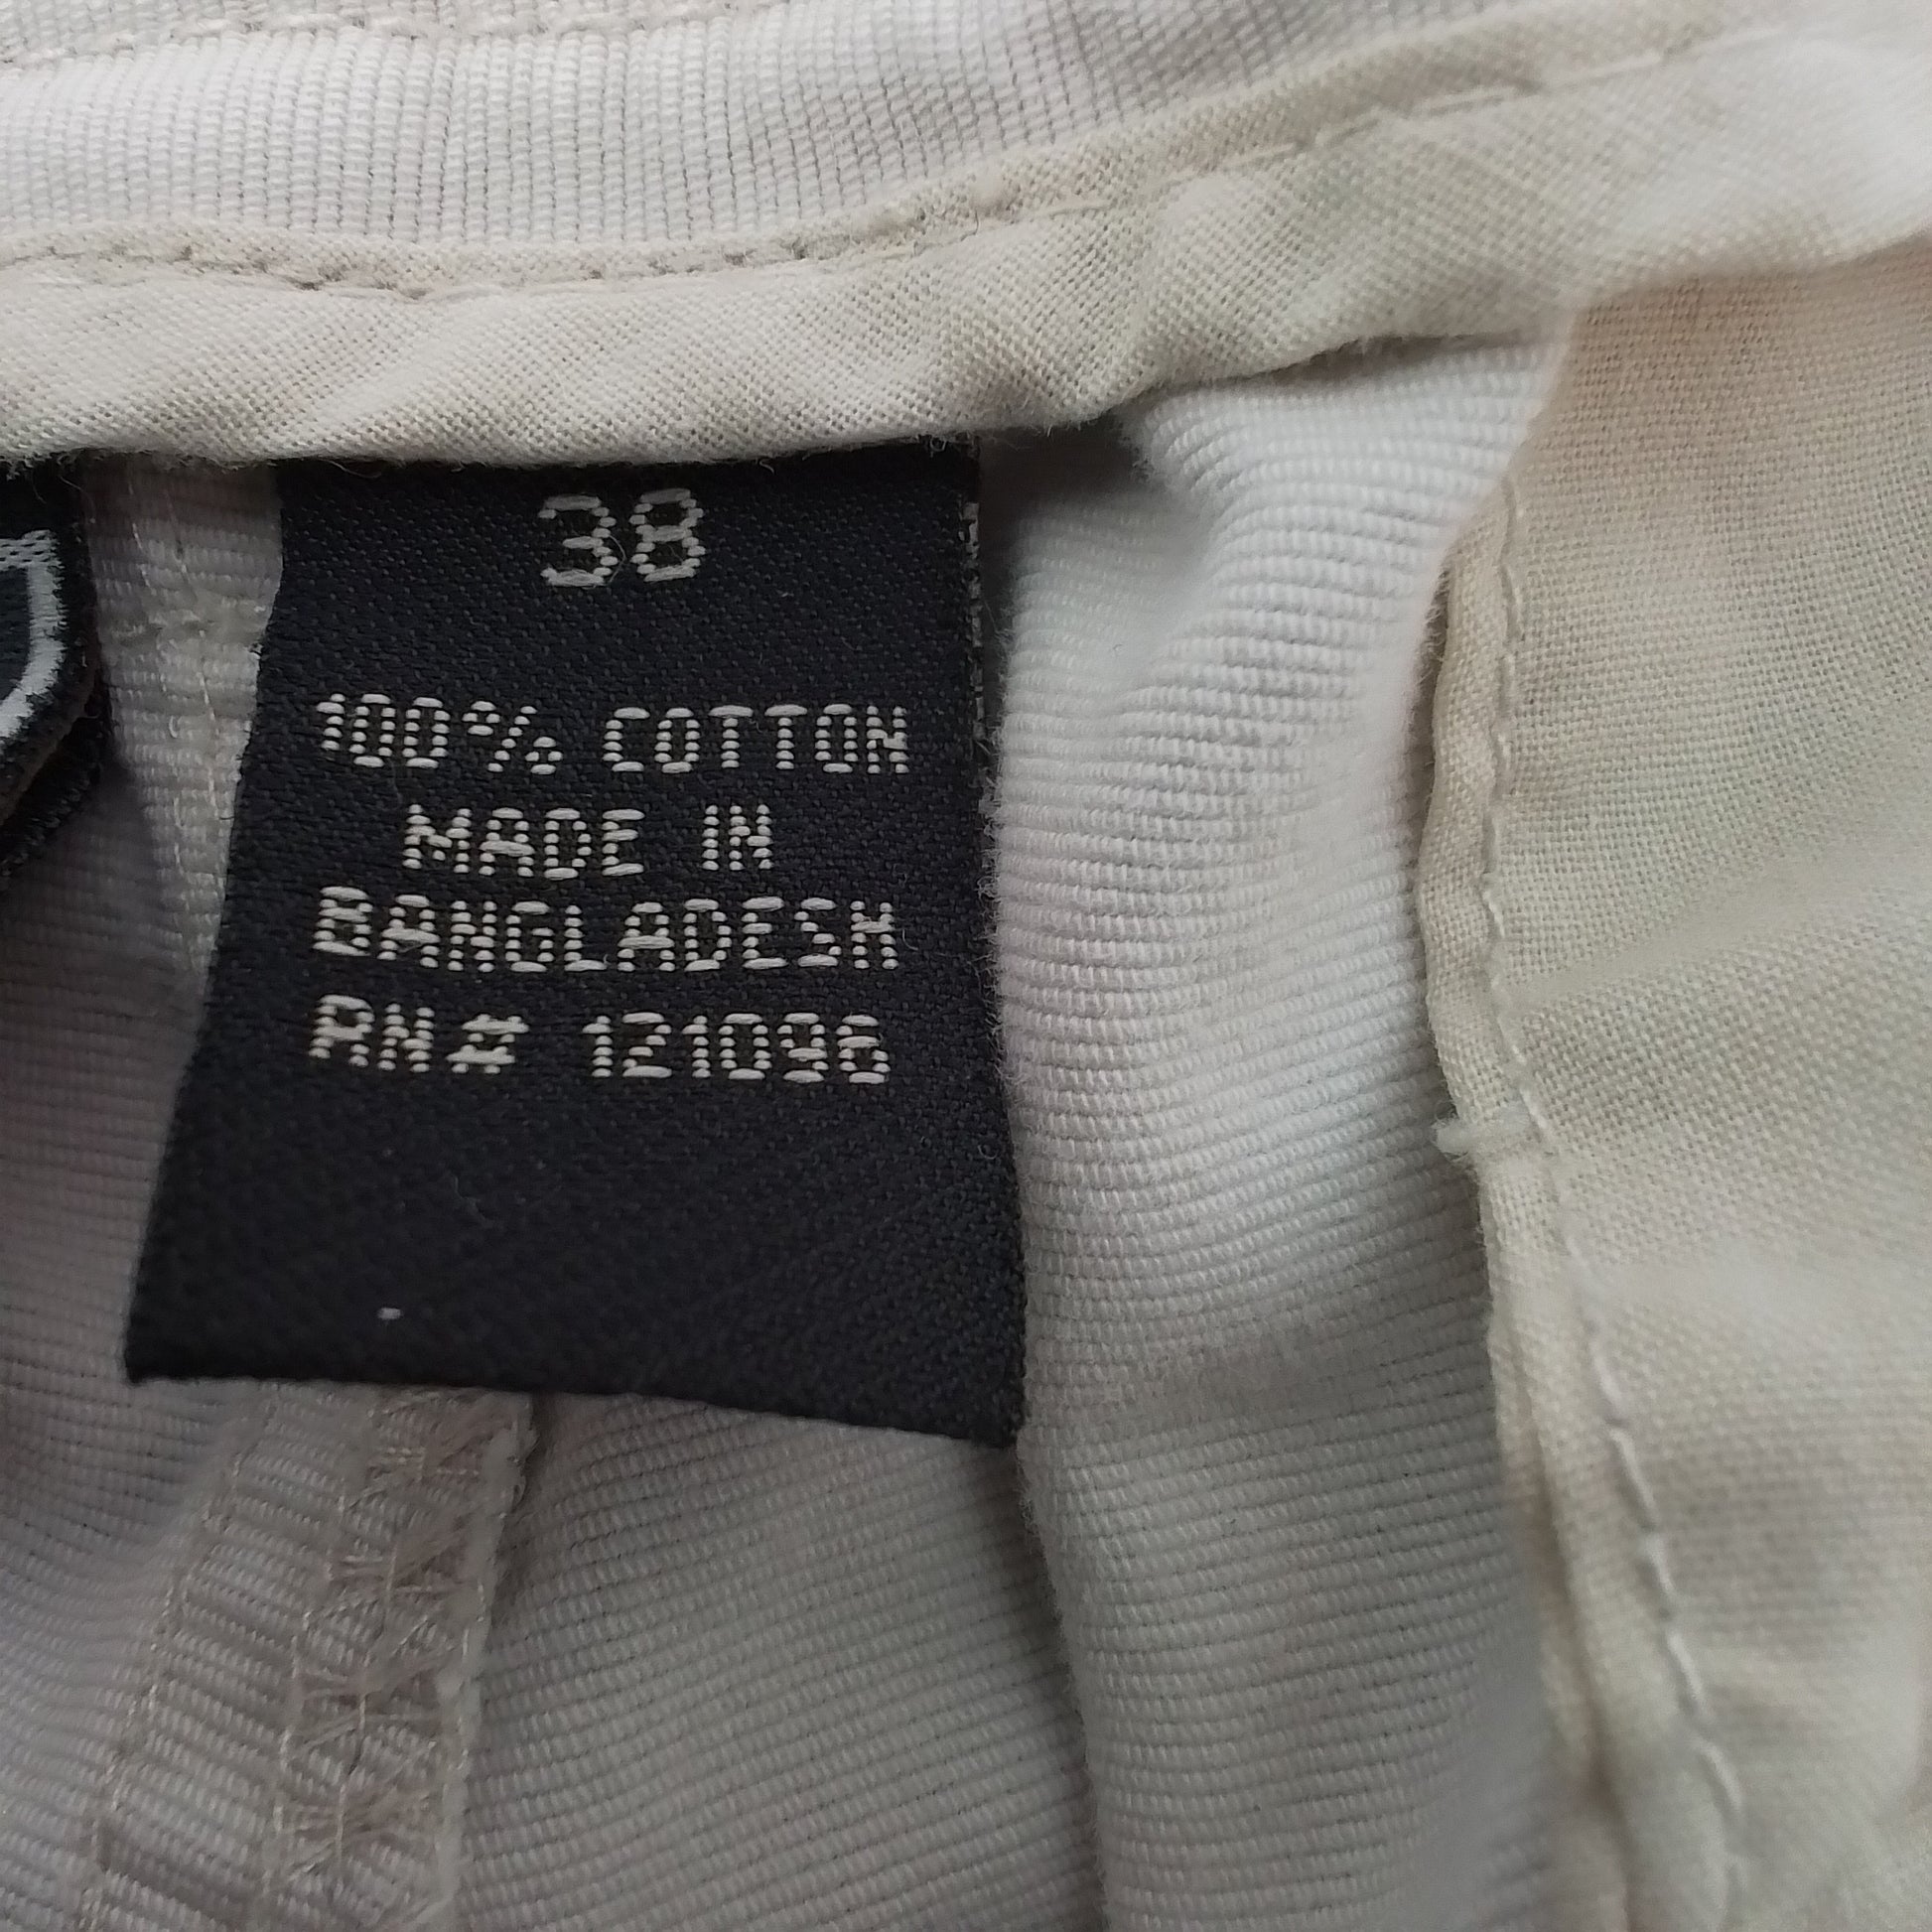 38
100% COTTON
MADE IN
BANGLADESH
RN# 121096